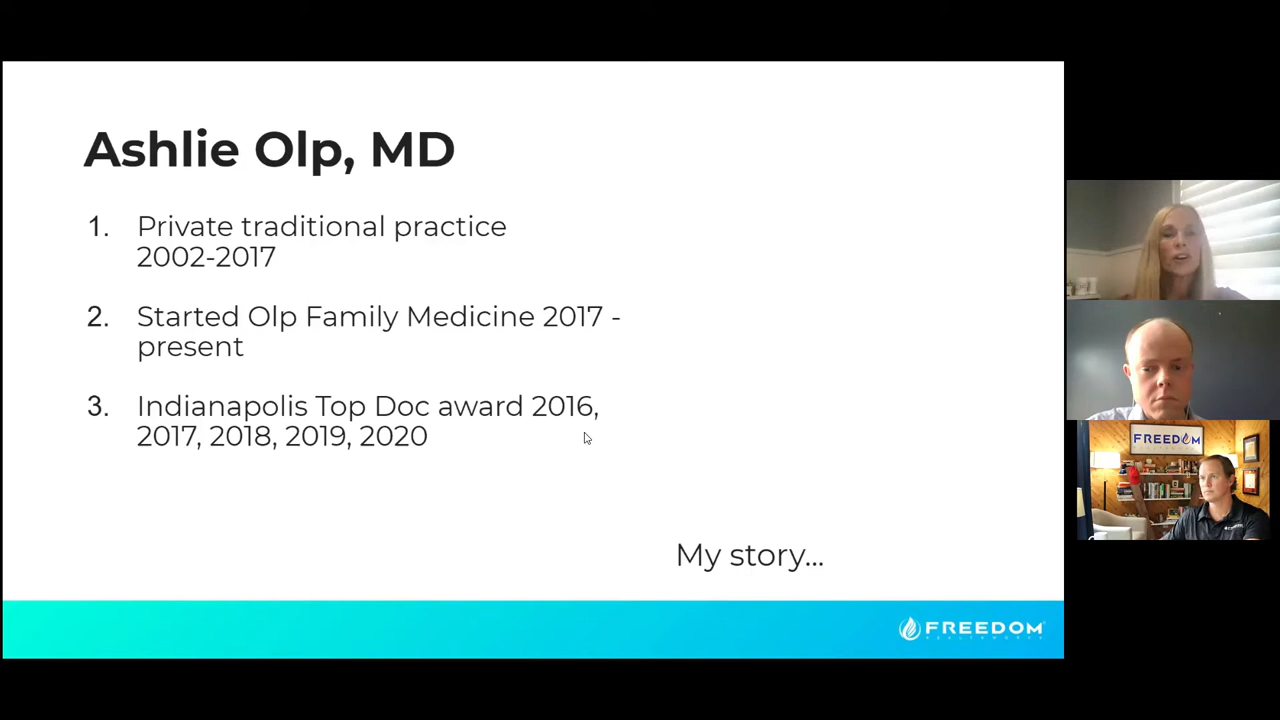 Ashlie Olp, MD
1. Private traditional practice
2002-2017
2. Started Olp Family Medicine 2017 -
present
3. Indianapolis Top Doc award 2016,
2017, 2018, 2019, 2020
My story...
FREEDOM
HEALTHWORKS
FREEDOM